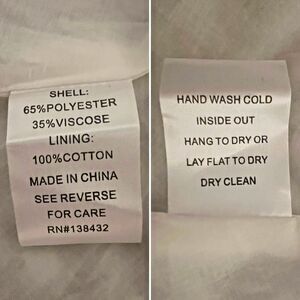 SHELL:
65%POLYESTER
35%VISCOSE
LINING:
100%COTTON
MADE IN CHINA
SEE REVERSE
FOR CARE
RN#138432
HAND WASH COLD
INSIDE OUT
HANG TO DRY OR
LAY FLAT TO DRY
DRY CLEAN